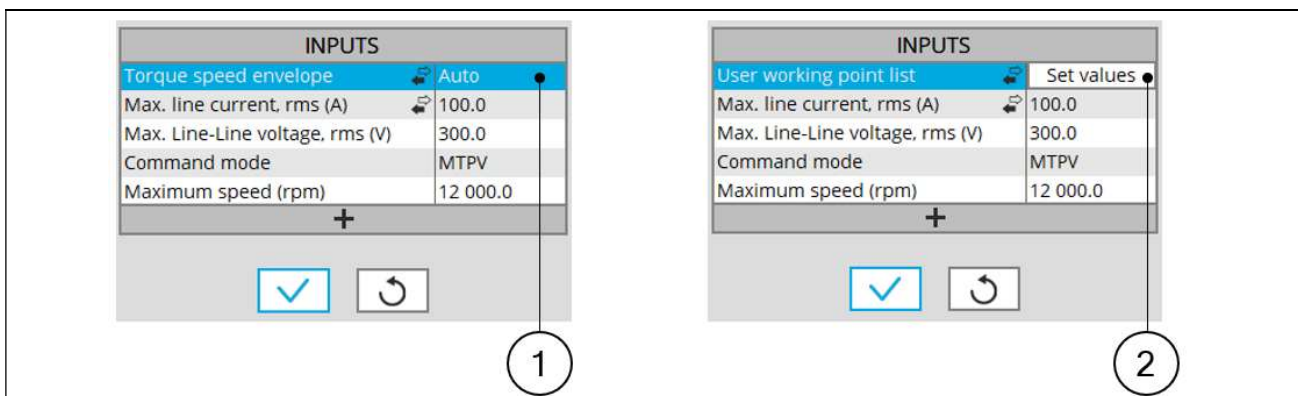 INPUTS
Torque speed envelope Auto
Max. line current, rms (A) 100.0
Max. Line-Line voltage, rms (V) 300.0
Command mode MTPV
Maximum speed (rpm) 12 000.0
+
1
INPUTS
User working point list Set values
Max. line current, rms (A) 100.0
Max. Line-Line voltage, rms (V) 300.0
Command mode MTPV
Maximum speed (rpm) 12 000.0
+
2